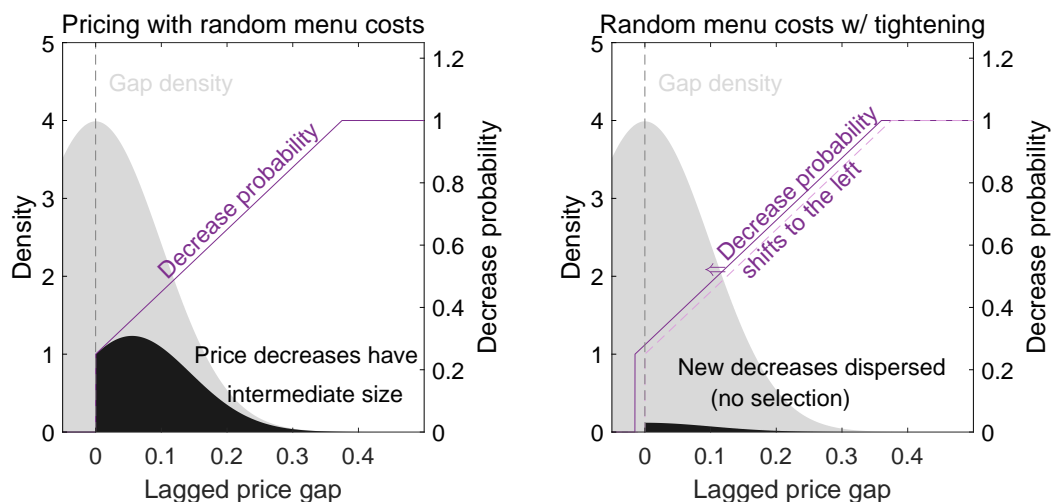 Pricing with random menu costs
5
4
3
2
1
0
Density
Gap density
Decrease probability
Price decreases have
intermediate size
1.2
1
0.8
0.6
0.4
0.2
0
Decrease probability
0
0.1
0.2
0.3
0.4
Lagged price gap
Random menu costs w/ tightening
5
4
3
2
1
0
Density
Gap density
Decrease probability
shifts to the left
New decreases dispersed
(no selection)
1.2
1
0.8
0.6
0.4
0.2
0
Decrease probability
0
0.1
0.2
0.3
0.4
Lagged price gap